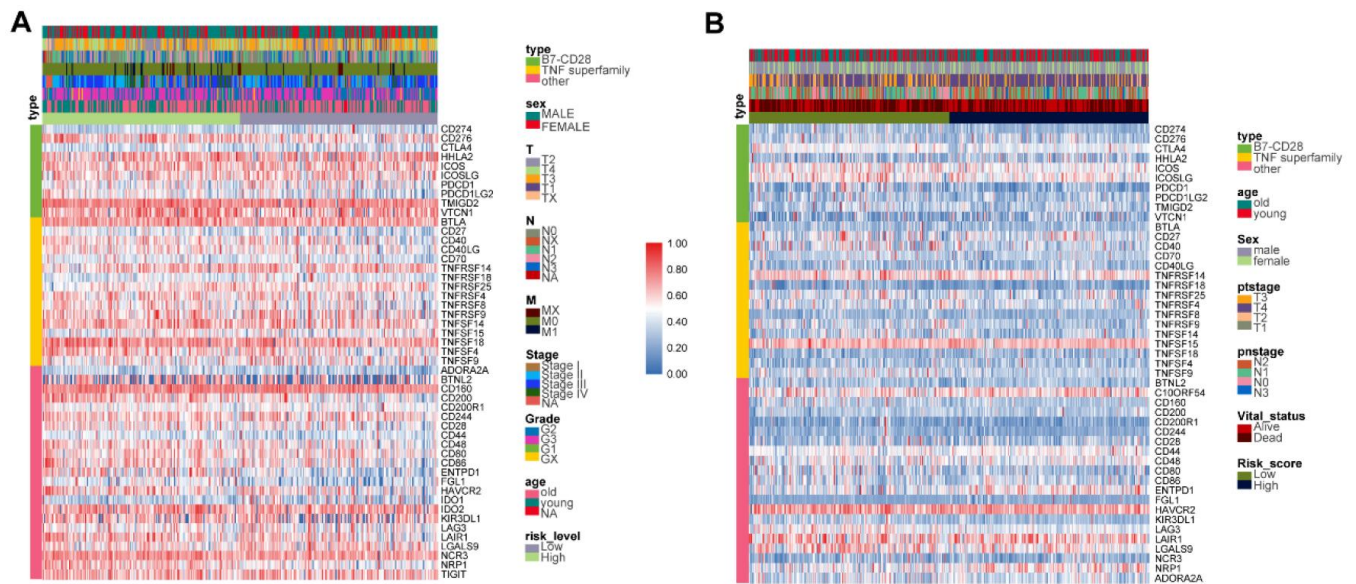 A
type
CD274
CD276
CTLA4
HHLA2
ICOS
ICOSLG
PDCD1
PDCD1LG2
TMIGD2
VTCN1
BTLA
CD27
CD40
CD40LG
CD70
TNFRSF14
TNFRSF18
TNFRSF25
TNFRSF4
TNFRSF8
TNFRSF9
TNFSF14
TNFSF15
TNFSF18
TNFSF4
TNFSF9
ADORA2A
BTNL2
CD160
CD200
CD200R1
CD244
CD28
CD44
CD48
CD80
CD86
ENTPD1
FGL1
HAVCR2
IDO1
IDO2
KIR3DL1
LAG3
LAIR1
LGALS9
NCR3
NRP1
TIGIT
type
B7-CD28
TNF superfamily
other
sex
MALE
FEMALE
T
T2
T4
T3
T1
TX
N
N0
NX
N1
N2
N3
NA
M
MX
M0
M1
Stage
Stage I
Stage II
Stage III
Stage IV
NA
Grade
G2
G3
G1
GX
age
old
young
NA
risk_level
Low
High
1.00
0.80
0.60
0.40
0.20
0.00
B
type
CD274
CD276
CTLA4
HHLA2
ICOS
ICOSLG
PDCD1
PDCD1LG2
TMIGD2
VTCN1
BTLA
CD27
CD40
CD70
CD40LG
TNFRSF14
TNFRSF18
TNFRSF25
TNFRSF4
TNFRSF8
TNFRSF9
TNFSF14
TNFSF15
TNFSF18
TNFSF4
TNFSF9
BTNL2
C10ORF54
CD160
CD200
CD200R1
CD244
CD28
CD44
CD48
CD80
CD86
ENTPD1
FGL1
HAVCR2
KIR3DL1
LAG3
LAIR1
LGALS9
NCR3
NRP1
ADORA2A
type
B7-CD28
TNF superfamily
other
age
old
young
Sex
male
female
ptstage
T3
T4
T2
T1
pnstage
N2
N1
N0
N3
Vital_status
Alive
Dead
Risk_score
Low
High